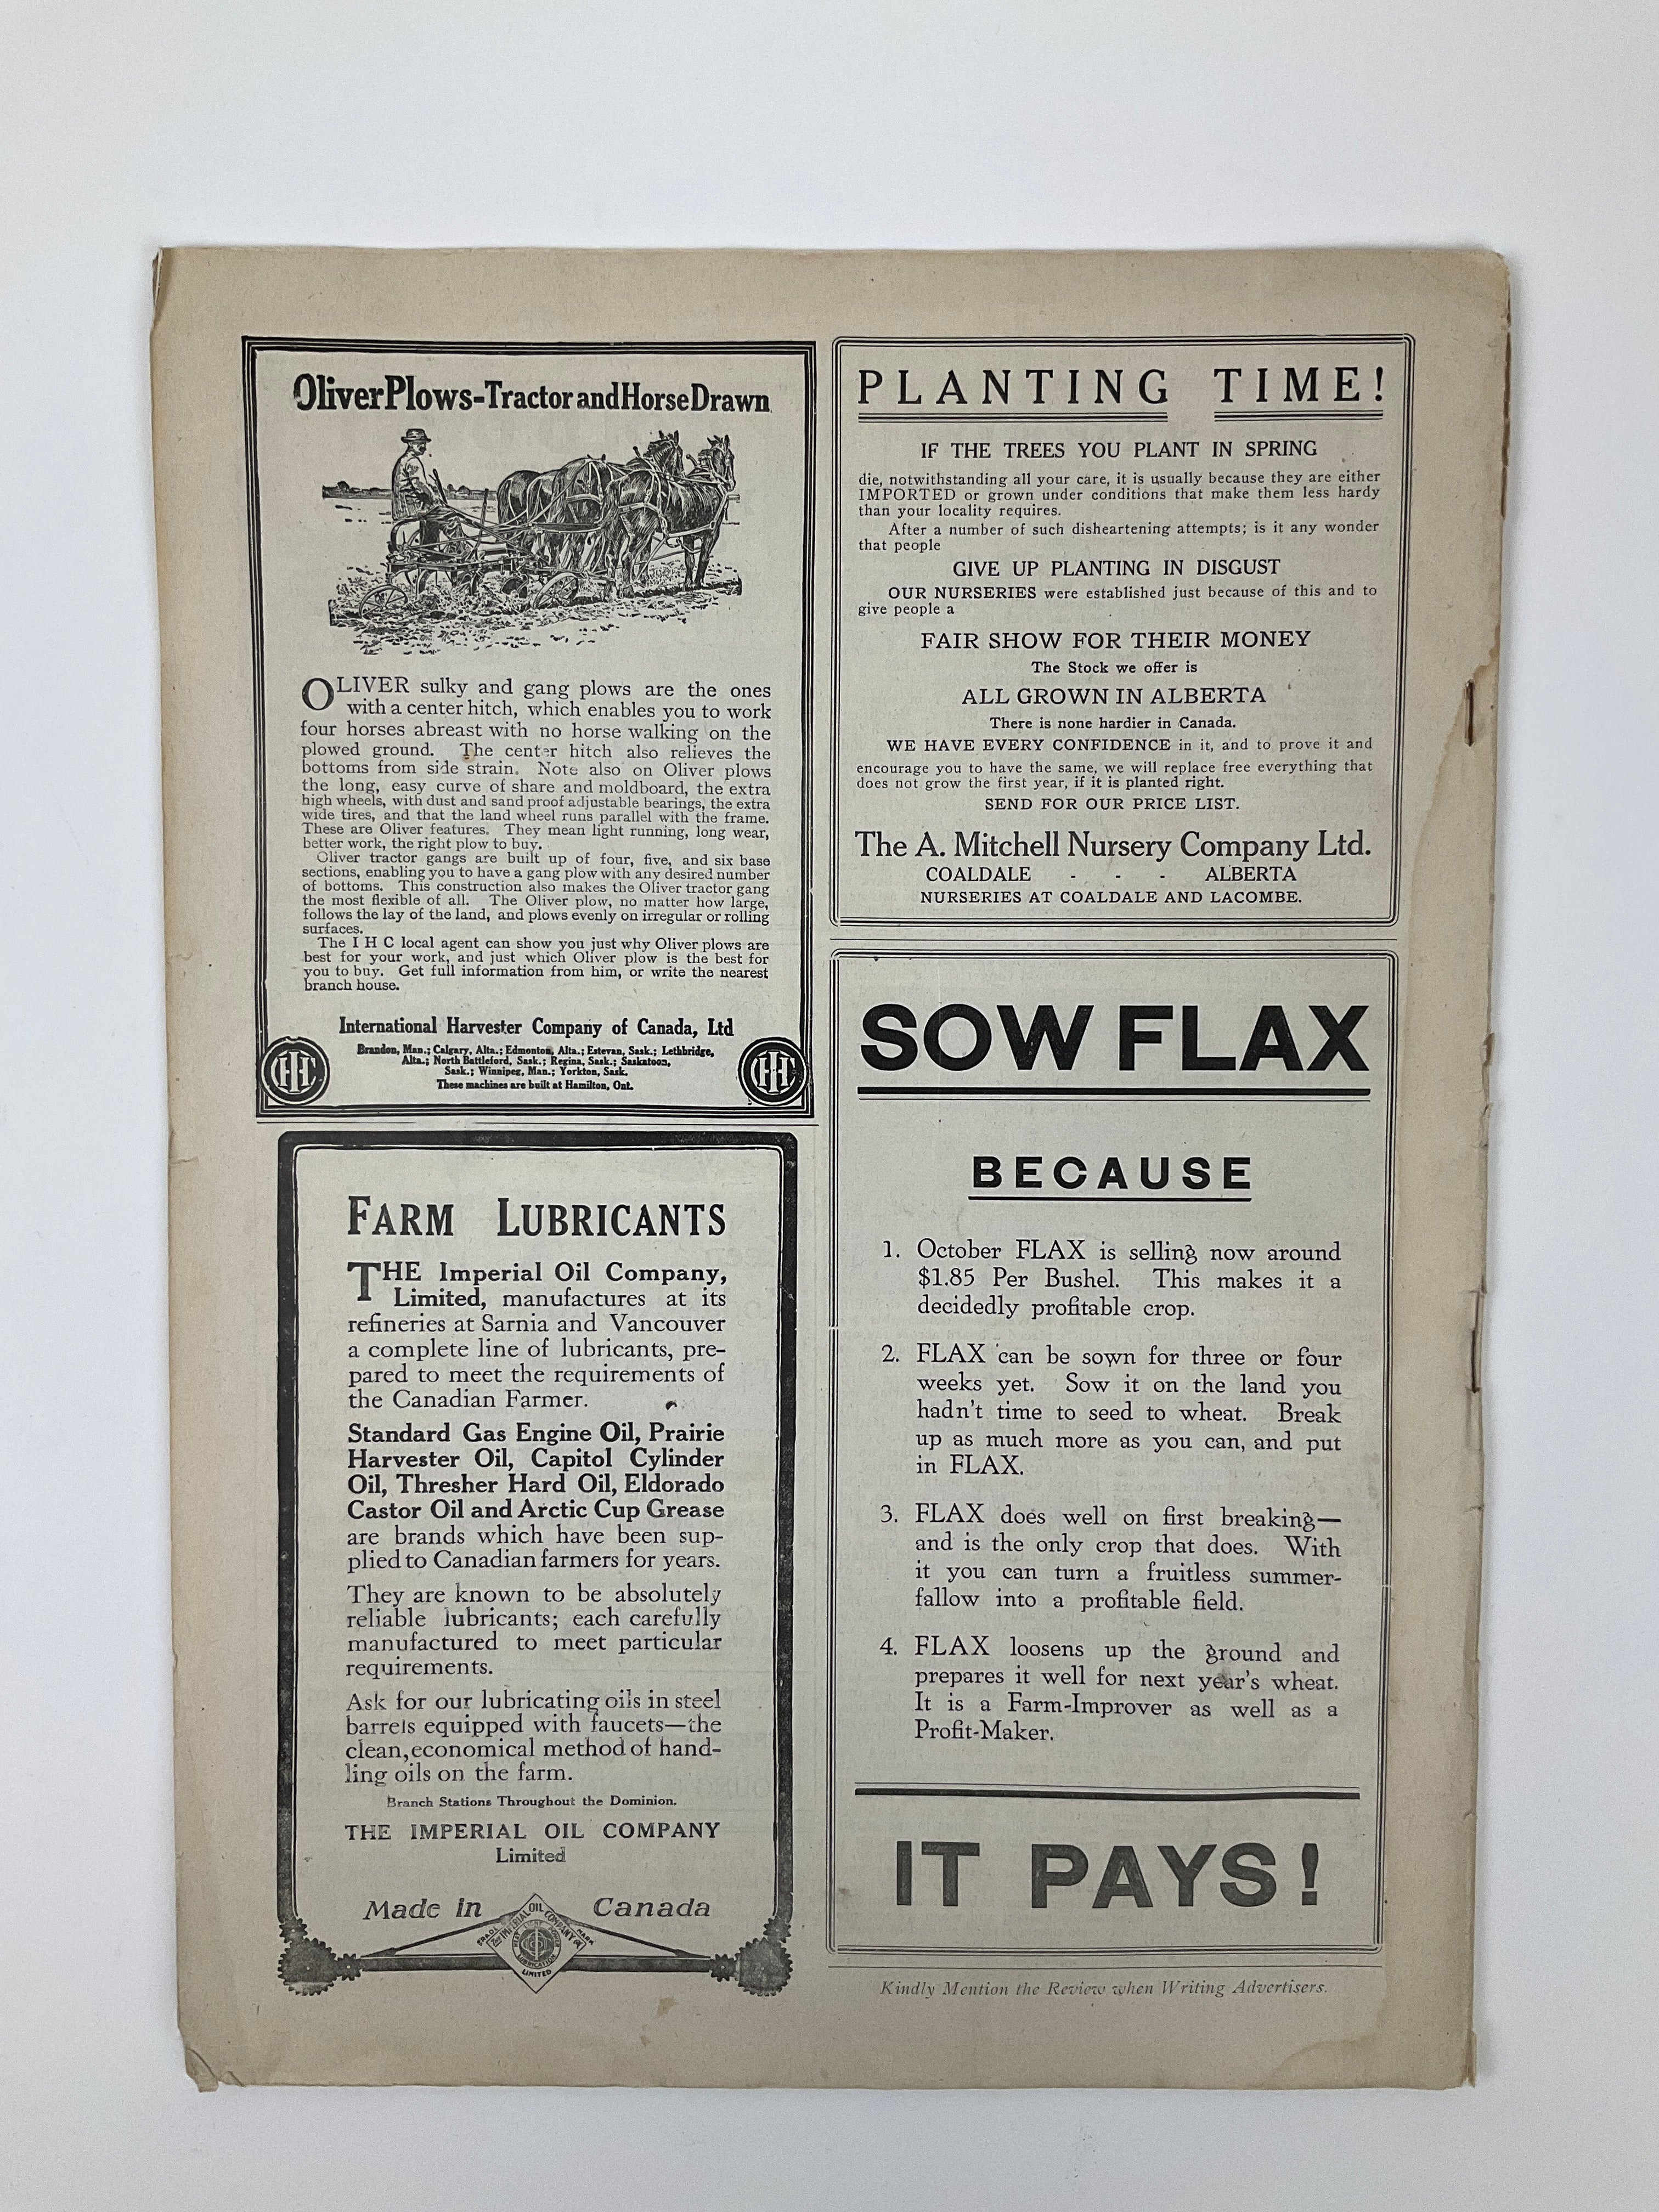 Oliver Plows-Tractor and Horse Drawn
OLIVER sulky and gang plows are the ones
with a center hitch, which enables you to work
four horses abreast with no horse walking on the
plowed ground. The center hitch also relieves the
bottoms from side strain. Note also on Oliver plows
the long, easy curve of share and moldboard, the extra
high wheels, with dust and sand proof adjustable bearings, the extra
wide tires, and that the land wheel runs parallel with the frame.
These are Oliver features. They mean light running, long wear,
better work, the right plow to buy.
Oliver tractor gangs are built up of four, five, and six base
sections, enabling you to have a gang plow with any desired number
of bottoms. This construction also makes the Oliver tractor gang
the most flexible of all. The Oliver plow, no matter how large,
follows the lay of the land, and plows evenly on irregular or rolling
surfaces.
The I H C local agent can show you just why Oliver plows are
best for your work, and just which Oliver plow is the best for
you to buy. Get full information from him, or write the nearest
branch house.
International Harvester Company of Canada, Ltd
Brandon, Man.; Calgary, Alta.; Edmonton, Alta.; Estevan, Sask.; Lethbridge,
Alta.; North Battleford, Sask.; Regina, Sask.; Saskatoon,
Sask.; Winnipeg, Man.; Yorkton, Sask.
These machines are built at Hamilton, Ont.
IHC
IHC
FARM LUBRICANTS
THE Imperial Oil Company,
Limited, manufactures at its
refineries at Sarnia and Vancouver
a complete line of lubricants, pre-
pared to meet the requirements of
the Canadian Farmer.
Standard Gas Engine Oil, Prairie
Harvester Oil, Capitol Cylinder
Oil, Thresher Hard Oil, Eldorado
Castor Oil and Arctic Cup Grease
are brands which have been sup-
plied to Canadian farmers for years.
They are known to be absolutely
reliable lubricants; each carefully
manufactured to meet particular
requirements.
Ask for our lubricating oils in steel
barrels equipped with faucets—the
clean, economical method of hand-
ling oils on the farm.
Branch Stations Throughout the Dominion.
THE IMPERIAL OIL COMPANY
Limited
Made in Canada
TRADE MARK
THE IMPERIAL OIL COMPANY
HEAT LIGHT POWER
LUBRICATION
LIMITED
PLANTING TIME!
IF THE TREES YOU PLANT IN SPRING
die, notwithstanding all your care, it is usually because they are either
IMPORTED or grown under conditions that make them less hardy
than your locality requires.
After a number of such disheartening attempts; is it any wonder
that people
GIVE UP PLANTING IN DISGUST
OUR NURSERIES were established just because of this and to
give people a
FAIR SHOW FOR THEIR MONEY
The Stock we offer is
ALL GROWN IN ALBERTA
There is none hardier in Canada.
WE HAVE EVERY CONFIDENCE in it, and to prove it and
encourage you to have the same, we will replace free everything that
does not grow the first year, if it is planted right.
SEND FOR OUR PRICE LIST.
The A. Mitchell Nursery Company Ltd.
COALDALE - - - ALBERTA
NURSERIES AT COALDALE AND LACOMBE.
SOW FLAX
BECAUSE
1. October FLAX is selling now around
$1.85 Per Bushel. This makes it a
decidedly profitable crop.
2. FLAX can be sown for three or four
weeks yet. Sow it on the land you
hadn't time to seed to wheat. Break
up as much more as you can, and put
in FLAX.
3. FLAX does well on first breaking—
and is the only crop that does. With
it you can turn a fruitless summer-
fallow into a profitable field.
4. FLAX loosens up the ground and
prepares it well for next year's wheat.
It is a Farm-Improver as well as a
Profit-Maker.
IT PAYS!
Kindly Mention the Review when Writing Advertisers.